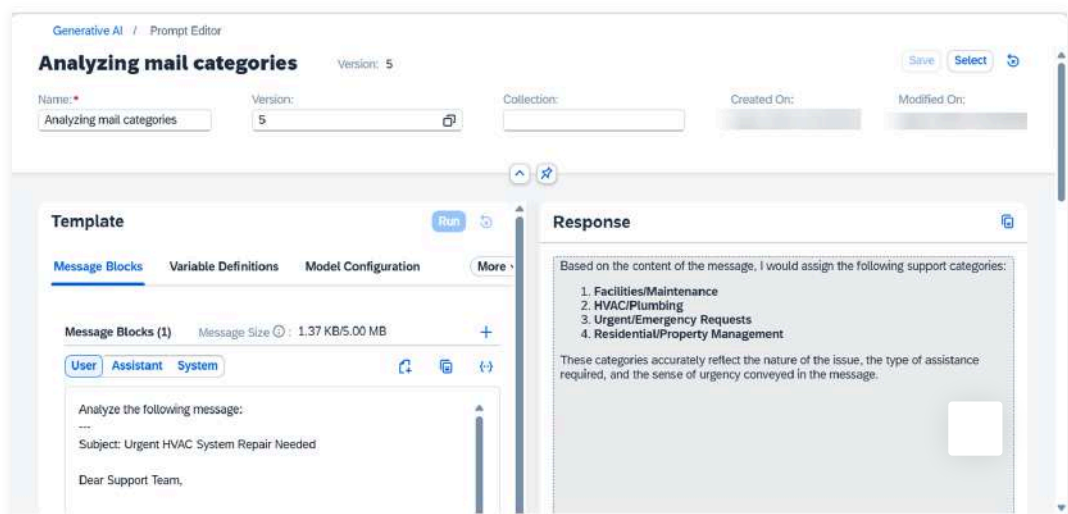 Generative AI / Prompt Editor
Analyzing mail categories
Version: 5
Save
Select
Name:*
Version:
Collection:
Created On:
Modified On:
Analyzing mail categories
5
Template
Run
Message Blocks
Variable Definitions
Model Configuration
More
Message Blocks (1)
Message Size : 1.37 KB/5.00 MB
User
Assistant
System
Analyze the following message:
---
Subject: Urgent HVAC System Repair Needed
Dear Support Team,
Response
Based on the content of the message, I would assign the following support categories:
1. Facilities/Maintenance
2. HVAC/Plumbing
3. Urgent/Emergency Requests
4. Residential/Property Management
These categories accurately reflect the nature of the issue, the type of assistance
required, and the sense of urgency conveyed in the message.